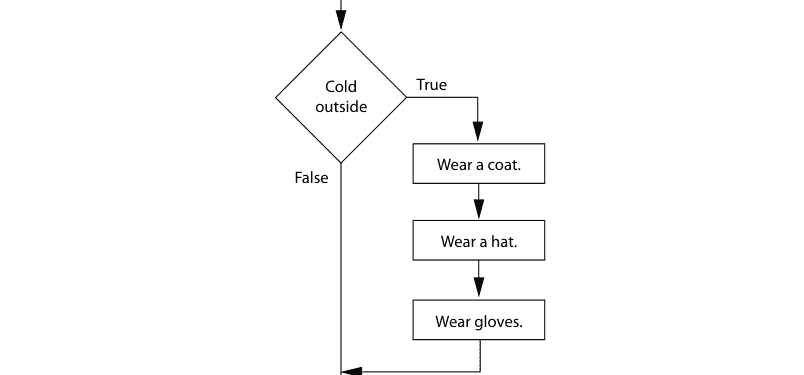 Cold
outside
True
False
Wear a coat.
Wear a hat.
Wear gloves.